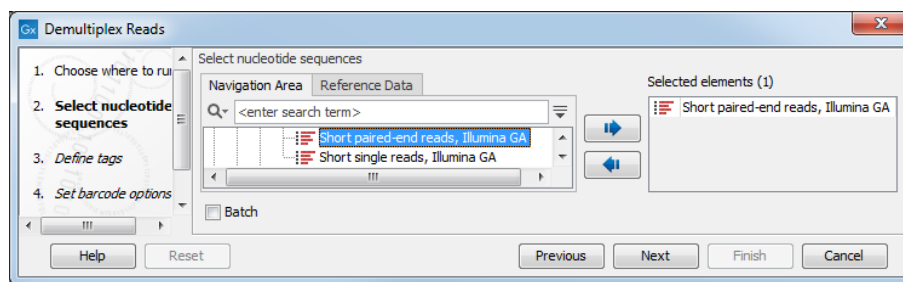 Gx Demultiplex Reads
X
1. Choose where to run
2. Select nucleotide
sequences
3. Define tags
4. Set barcode options
Select nucleotide sequences
Navigation Area Reference Data
<enter search term>
Short paired-end reads, Illumina GA
Short single reads, Illumina GA
Batch
Selected elements (1)
Short paired-end reads, Illumina GA
Help Reset Previous Next Finish Cancel